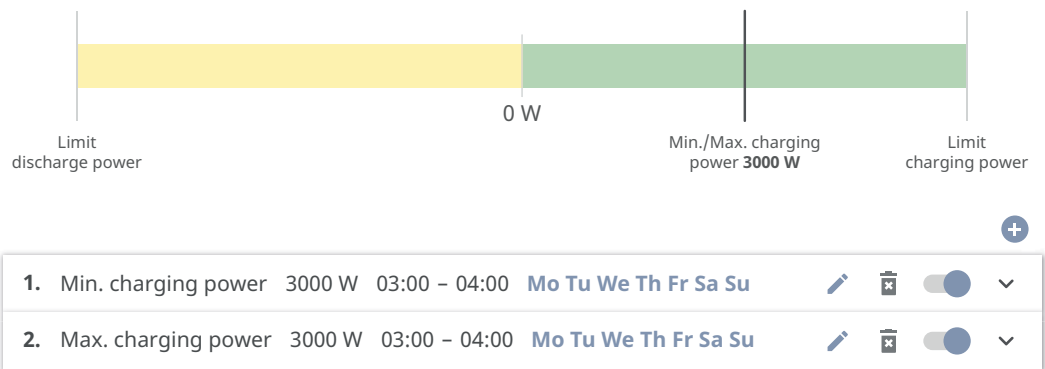 0 W
Limit
discharge power
Min./Max. charging
power 3000 W
Limit
charging power
1. Min. charging power 3000 W 03:00 – 04:00 Mo Tu We Th Fr Sa Su
2. Max. charging power 3000 W 03:00 – 04:00 Mo Tu We Th Fr Sa Su